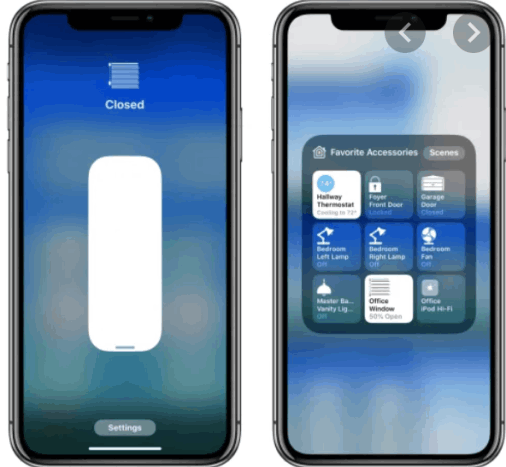 Closed
Settings
Favorite Accessories
Scenes
Hallway
Thermostat
Cooling to 72°
Foyer
Front Door
Locked
Garage
Door
Closed
Bedroom
Left Lamp
Off
Bedroom
Right Lamp
Off
Bedroom
Fan
Off
Master Ba...
Vanity Lig...
Off
Office
Window
50% Open
Office
iPod Hi-Fi